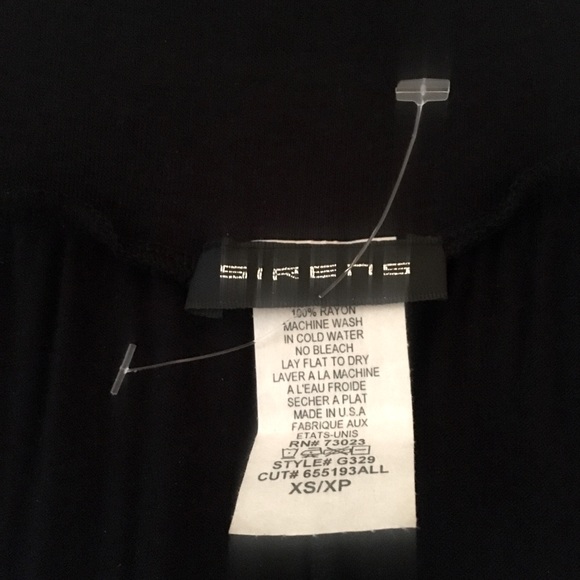 SIRENS
100% RAYON
MACHINE WASH
IN COLD WATER
NO BLEACH
LAY FLAT TO DRY
LAVER A LA MACHINE
A L'EAU FROIDE
SECHER A PLAT
MADE IN U.S.A
FABRIQUE AUX
ETATS-UNIS
RN# 73023
STYLE# G329
CUT# 655193ALL
XS/XP